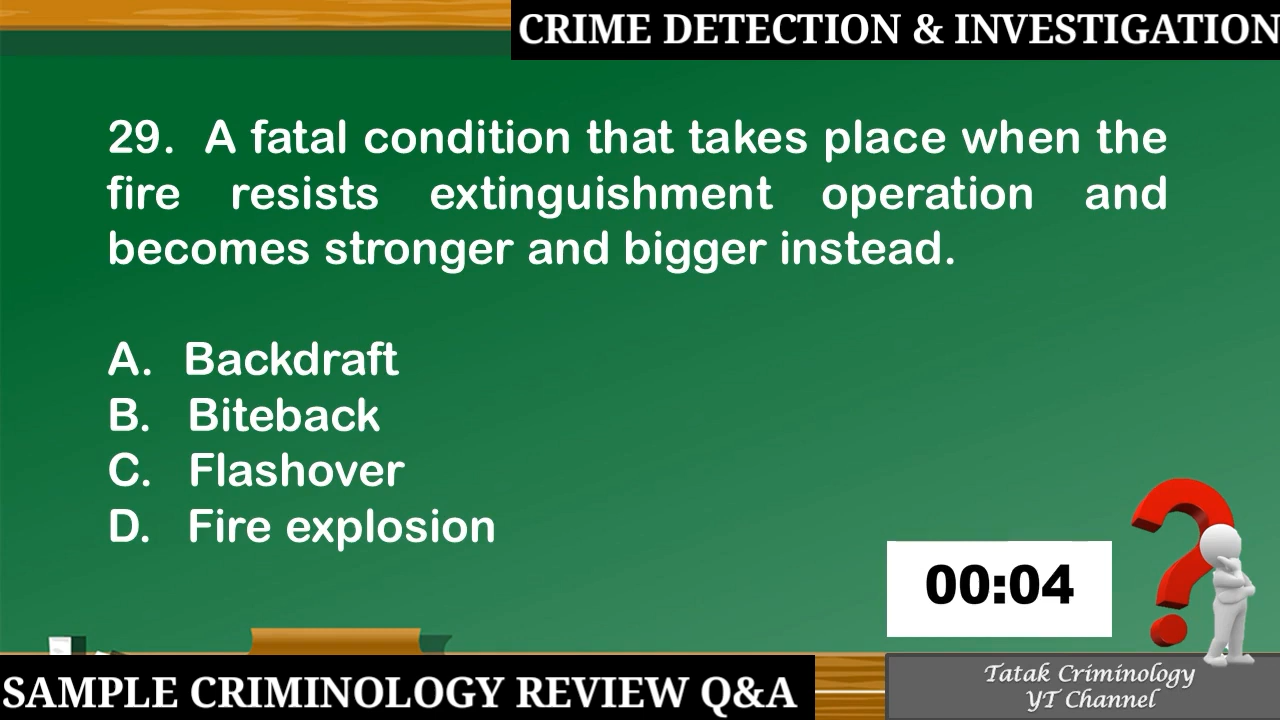 CRIME DETECTION & INVESTIGATION
29. A fatal condition that takes place when the
fire resists extinguishment operation and
becomes stronger and bigger instead.
A. Backdraft
B. Biteback
C. Flashover
D. Fire explosion
00:04
SAMPLE CRIMINOLOGY REVIEW Q&A
Tatak Criminology
YT Channel